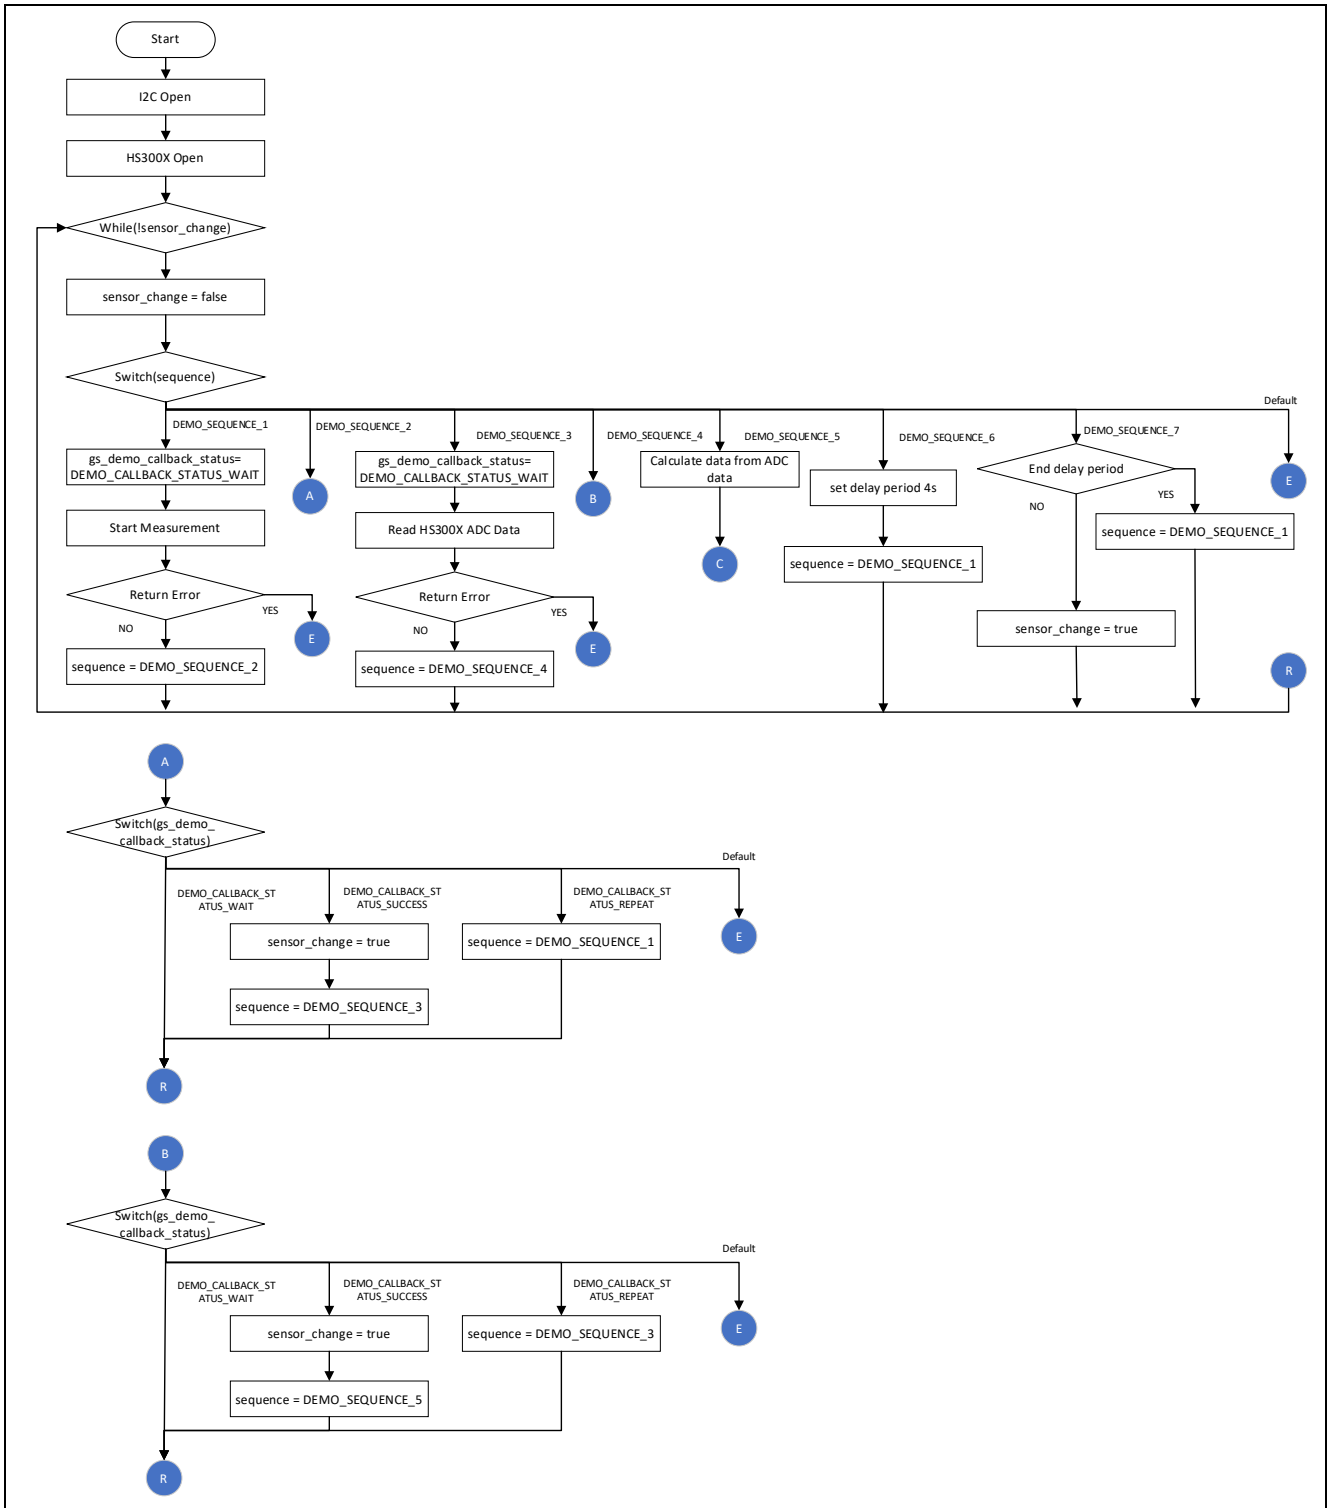 Start
I2C Open
HS300X Open
While(!sensor_change)
sensor_change = false
Switch(sequence)
Default
DEMO_SEQUENCE_1
DEMO_SEQUENCE_2
DEMO_SEQUENCE_3
DEMO_SEQUENCE_4
DEMO_SEQUENCE_5
DEMO_SEQUENCE_6
DEMO_SEQUENCE_7
gs_demo_callback_status=
DEMO_CALLBACK_STATUS_WAIT
Start Measurement
Return Error
YES
NO
E
sequence = DEMO_SEQUENCE_2
A
gs_demo_callback_status=
DEMO_CALLBACK_STATUS_WAIT
Read HS300X ADC Data
Return Error
YES
NO
E
sequence = DEMO_SEQUENCE_4
B
Calculate data from ADC
data
C
set delay period 4s
sequence = DEMO_SEQUENCE_1
End delay period
YES
NO
sequence = DEMO_SEQUENCE_1
sensor_change = true
E
R
A
Switch(gs_demo_
callback_status)
Default
DEMO_CALLBACK_ST
ATUS_WAIT
DEMO_CALLBACK_ST
ATUS_SUCCESS
DEMO_CALLBACK_ST
ATUS_REPEAT
sensor_change = true
sequence = DEMO_SEQUENCE_1
E
sequence = DEMO_SEQUENCE_3
R
B
Switch(gs_demo_
callback_status)
Default
DEMO_CALLBACK_ST
ATUS_WAIT
DEMO_CALLBACK_ST
ATUS_SUCCESS
DEMO_CALLBACK_ST
ATUS_REPEAT
sensor_change = true
sequence = DEMO_SEQUENCE_3
E
sequence = DEMO_SEQUENCE_5
R